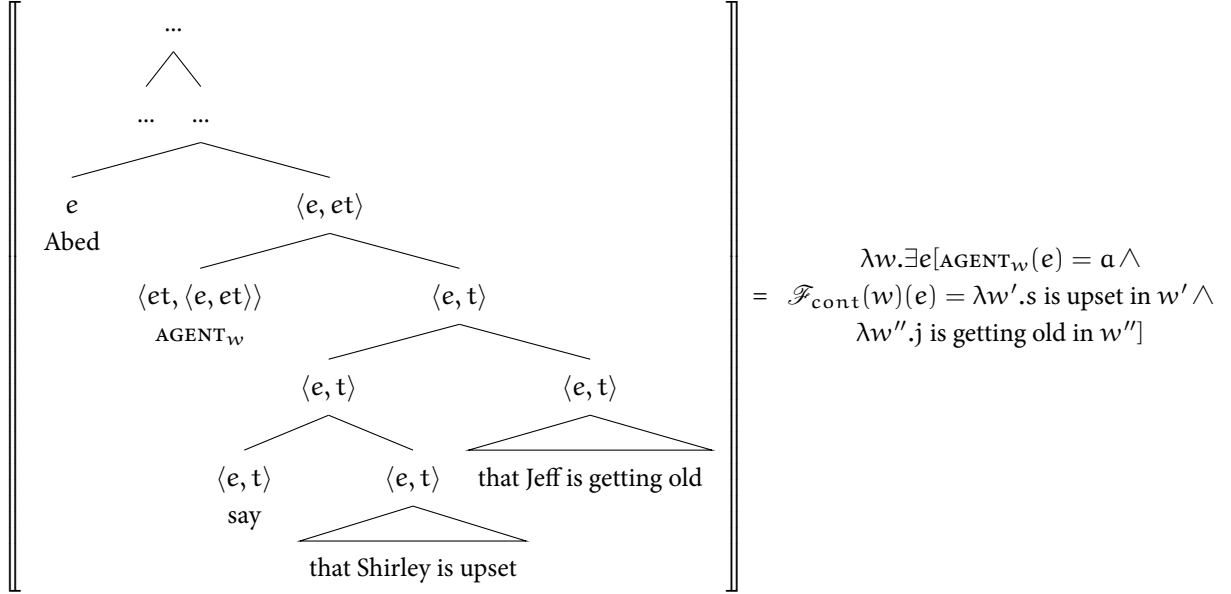 ...
... ...
e ⟨e, et⟩
Abed
⟨et, ⟨e, et⟩⟩ ⟨e, t⟩
AGENT_w
⟨e, t⟩ ⟨e, t⟩
⟨e, t⟩ ⟨e, t⟩ that Jeff is getting old
say
that Shirley is upset
λw.∃e[AGENT_w(e) = a ∧
= ℱ_cont(w)(e) = λw′.s is upset in w′ ∧
λw″.j is getting old in w″]